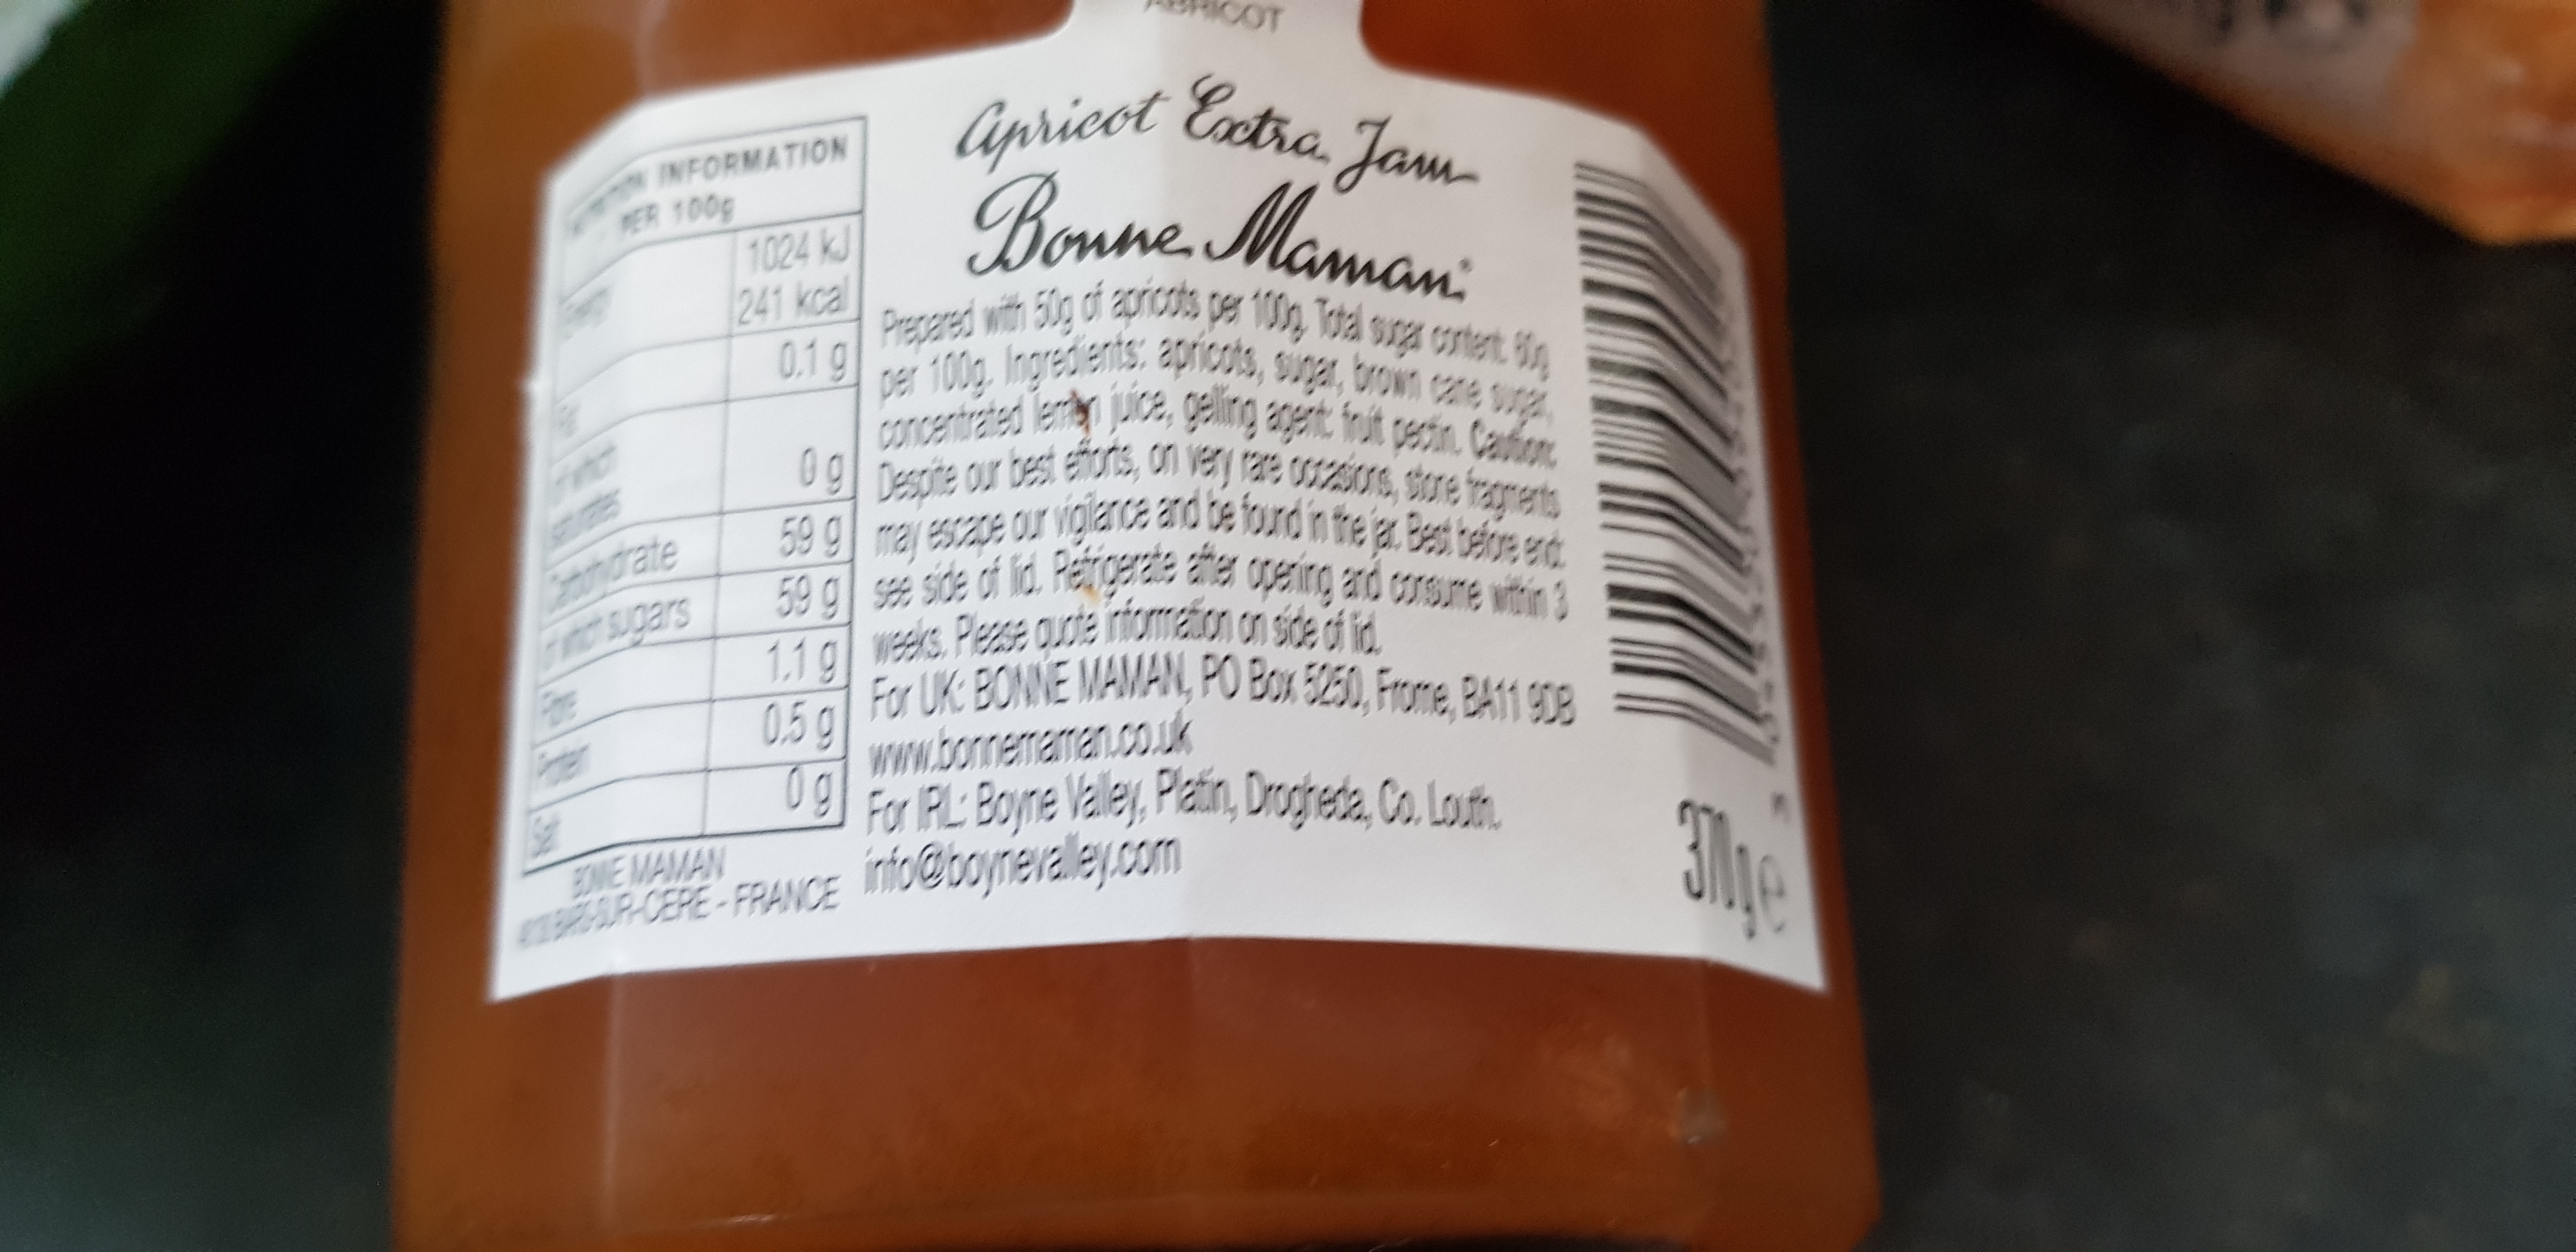 ABRICOT
Apricot Extra Jam
Bonne Maman®
INFORMATION
PER 100g
1024 kJ
241 kcal
0.1 g
of which
saturates
0 g
Carbohydrate 59 g
of which sugars 59 g
Fibre 1.1 g
Protein 0.5 g
Salt 0 g
BONNE MAMAN
BIARS-SUR-CERE - FRANCE
Prepared with 50g of apricots per 100g. Total sugar content: 60g
per 100g. Ingredients: apricots, sugar, brown cane sugar,
concentrated lemon juice, gelling agent: fruit pectin. Caution:
Despite our best efforts, on very rare occasions, stone fragments
may escape our vigilance and be found in the jar. Best before end:
see side of lid. Refrigerate after opening and consume within 3
weeks. Please quote information on side of lid.
For UK: BONNE MAMAN, PO Box 5250, Frome, BA11 9DB
www.bonnemaman.co.uk
For IRL: Boyne Valley, Platin, Drogheda, Co. Louth.
info@boynevalley.com
370g e